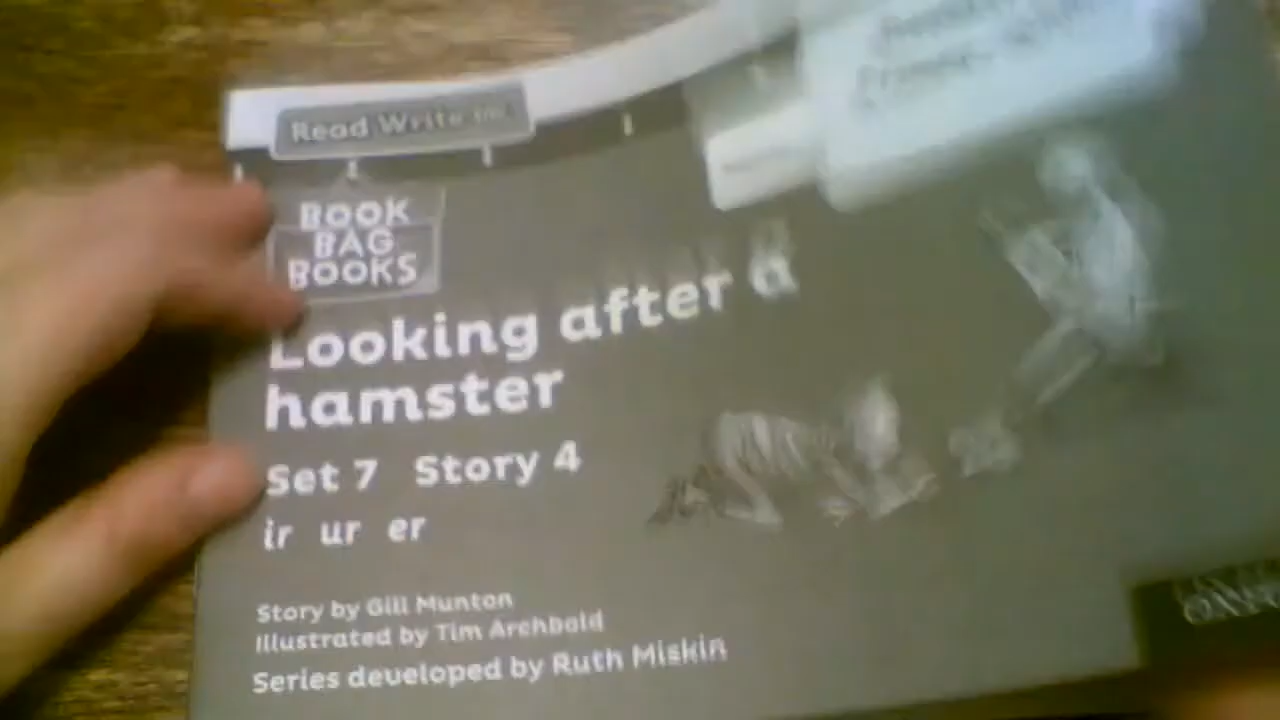 Read Write Inc.
BOOK
BAG
BOOKS
Looking after a
hamster
Set 7 Story 4
ir ur er
Story by Gill Munton
Illustrated by Tim Archbold
Series developed by Ruth Miskin